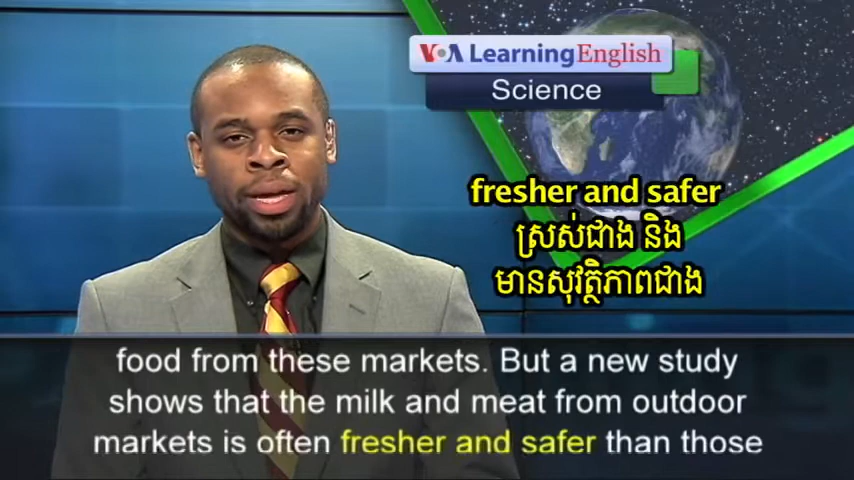 VOA Learning English
Science
fresher and safer
ស្រស់ជាង និង
មានសុវត្ថិភាពជាង
food from these markets. But a new study
shows that the milk and meat from outdoor
markets is often fresher and safer than those